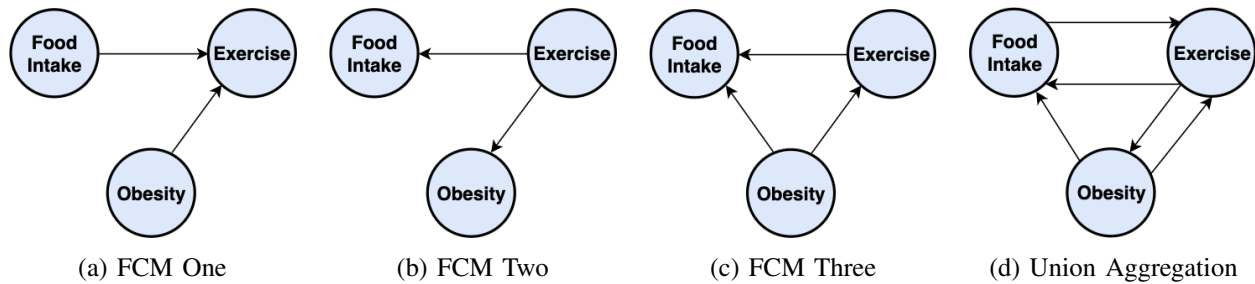 Food
Intake
Exercise
Obesity
(a) FCM One
Food
Intake
Exercise
Obesity
(b) FCM Two
Food
Intake
Exercise
Obesity
(c) FCM Three
Food
Intake
Exercise
Obesity
(d) Union Aggregation